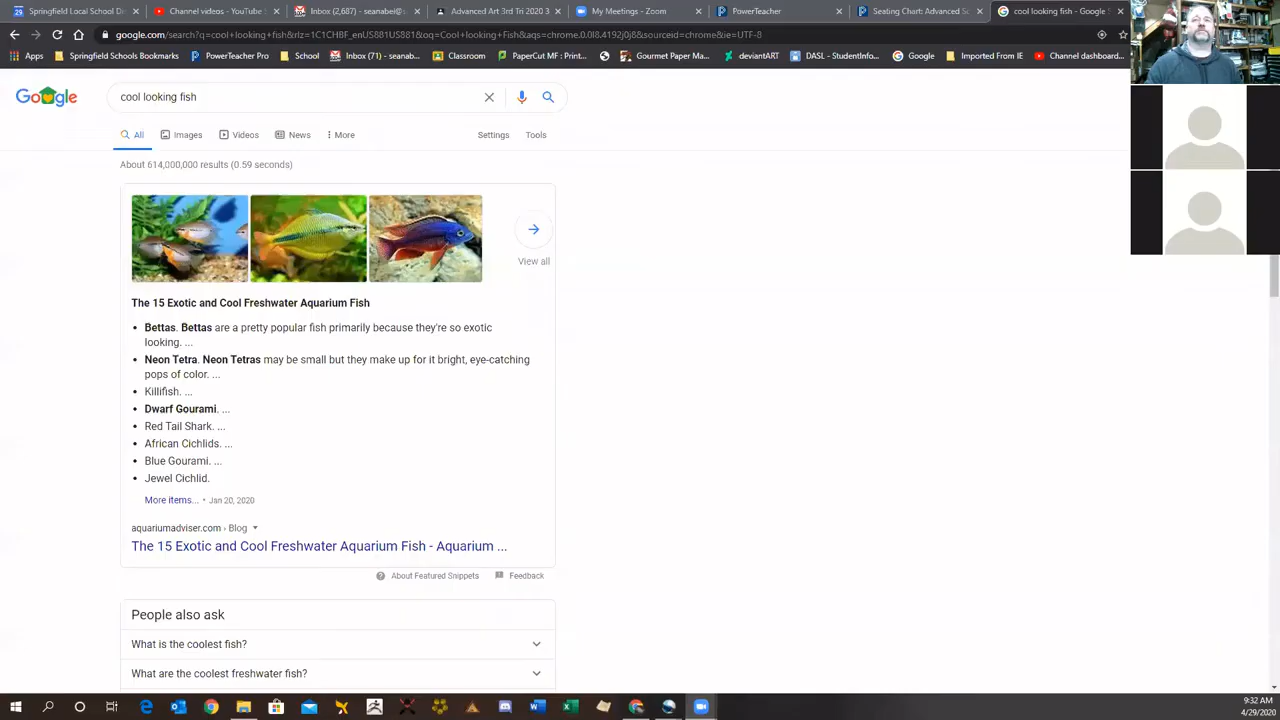 Springfield Local School Di
Channel videos - YouTube S
Inbox (2,687) - seanabel@s
Advanced Art 3rd Tri 2020 3
My Meetings - Zoom
PowerTeacher
Seating Chart: Advanced Sc
cool looking fish - Google S
google.com/search?q=cool+looking+fish&rlz=1C1CHBF_enUS881US881&oq=Cool+looking+Fish&aqs=chrome.0.0l8.4192j0j8&sourceid=chrome&ie=UTF-8
Apps
Springfield Schools Bookmarks
PowerTeacher Pro
School
Inbox (71) - seanab...
Classroom
PaperCut MF : Print...
Gourmet Paper Ma...
deviantART
DASL - StudentInfo...
Google
Imported From IE
Channel dashboard...
Google
cool looking fish
All
Images
Videos
News
More
Settings
Tools
About 614,000,000 results (0.59 seconds)
View all
The 15 Exotic and Cool Freshwater Aquarium Fish
• Bettas. Bettas are a pretty popular fish primarily because they're so exotic
looking. ...
• Neon Tetra. Neon Tetras may be small but they make up for it bright, eye-catching
pops of color. ...
• Killifish. ...
• Dwarf Gourami. ...
• Red Tail Shark. ...
• African Cichlids. ...
• Blue Gourami. ...
• Jewel Cichlid.
More items... • Jan 20, 2020
aquariumadviser.com › Blog
The 15 Exotic and Cool Freshwater Aquarium Fish - Aquarium ...
About Featured Snippets
Feedback
People also ask
What is the coolest fish?
What are the coolest freshwater fish?
9:32 AM
4/29/2020